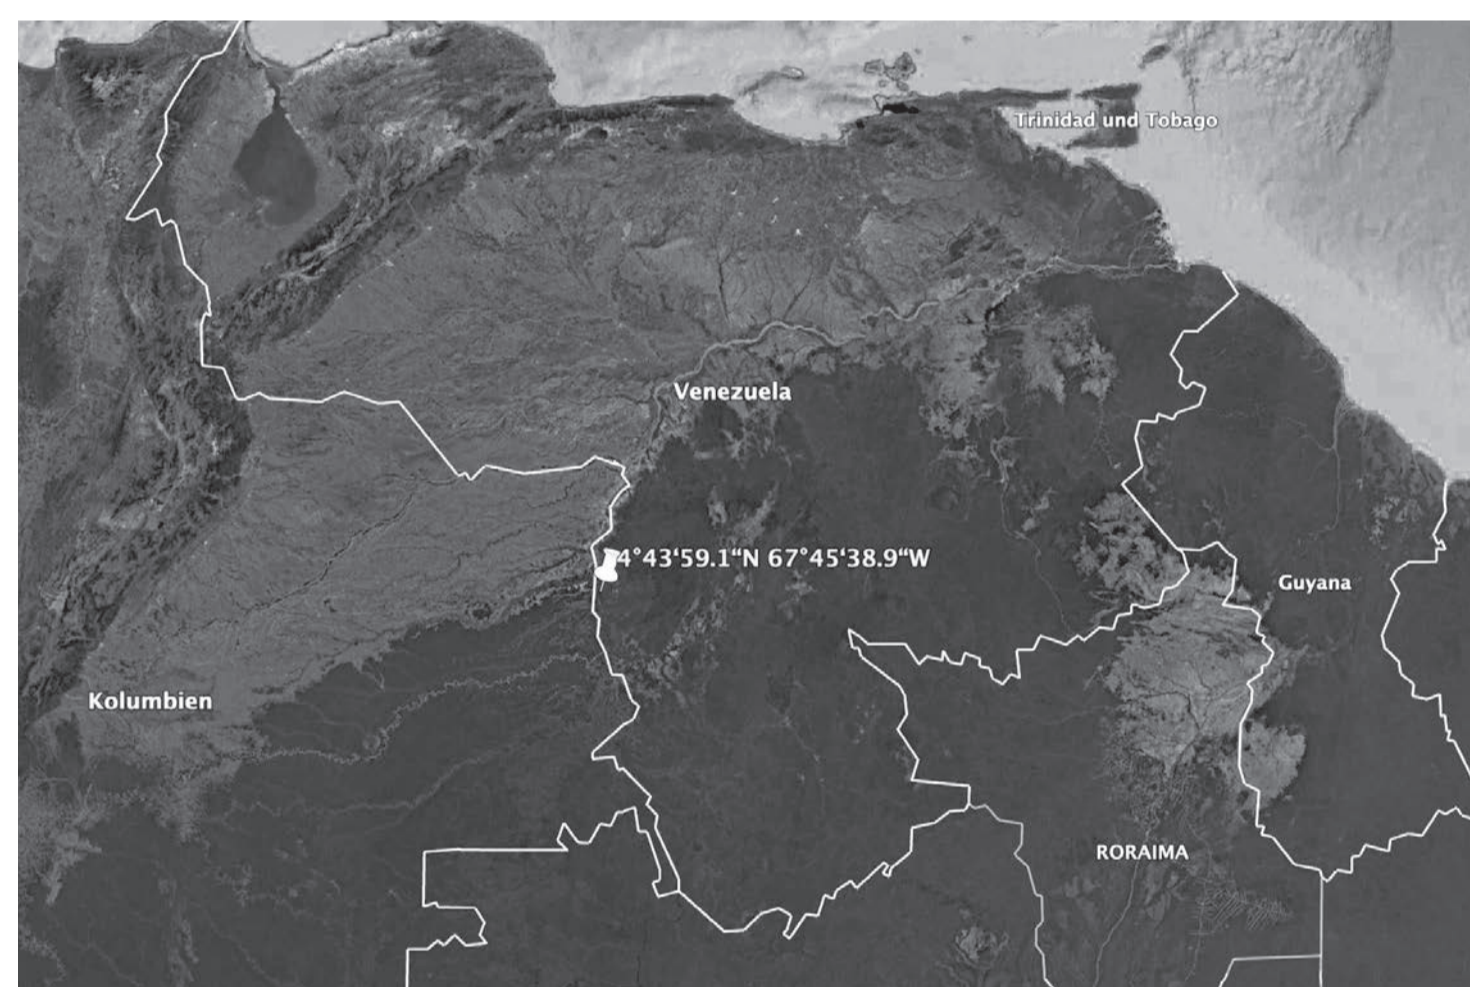 Trinidad und Tobago
Venezuela
4°43‘59.1“N 67°45‘38.9“W
Guyana
Kolumbien
RORAIMA